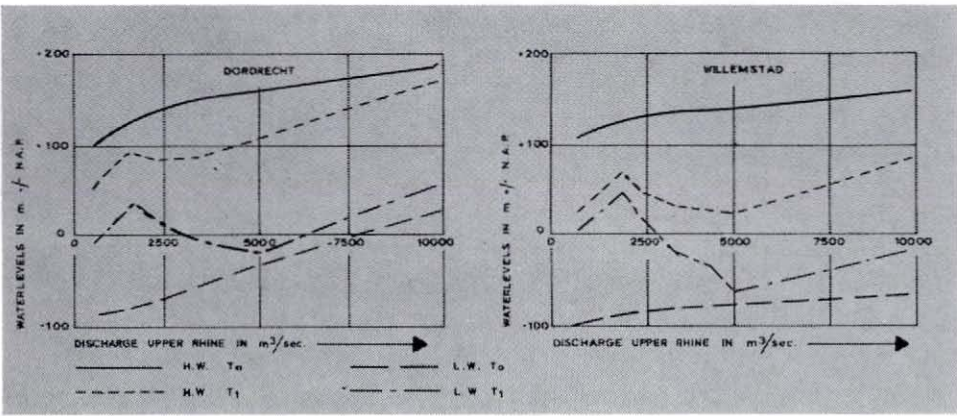 DORDRECHT
+200
+100
0
-100
0 2500 5000 7500 10000
WATERLEVELS IN m +/- N.A.P.
DISCHARGE UPPER RHINE IN m³/sec.
WILLEMSTAD
+200
+100
0
-100
0 2500 5000 7500 10000
WATERLEVELS IN m +/- N.A.P.
DISCHARGE UPPER RHINE IN m³/sec.
H.W. T₀
L.W. T₀
H.W T₁
L.W T₁